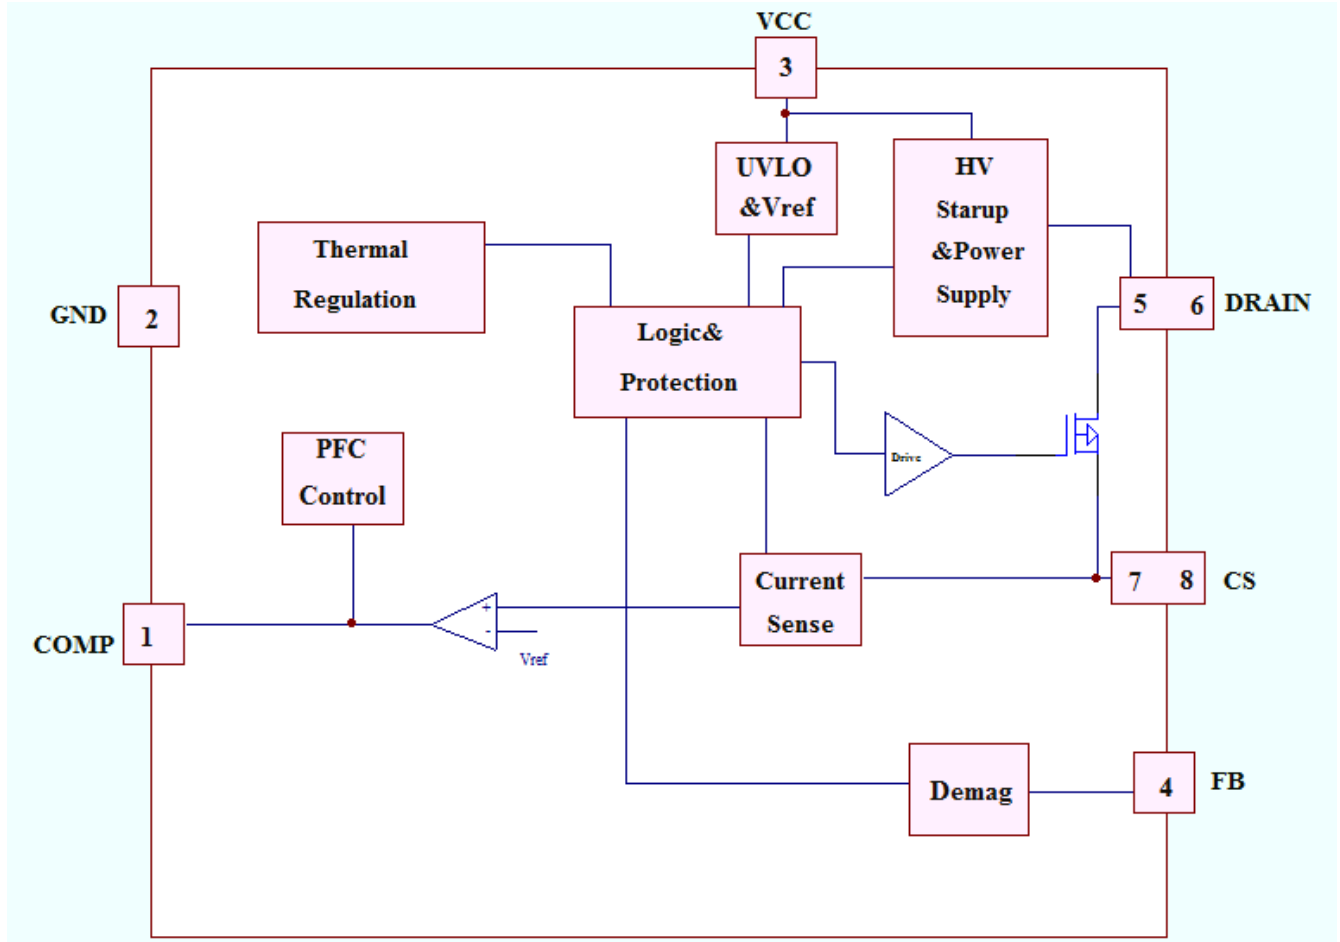 VCC
3
UVLO
&Vref
HV
Starup
&Power
Supply
Thermal
Regulation
GND
2
5 6
DRAIN
Logic&
Protection
Drive
PFC
Control
Current
Sense
7 8
CS
COMP
1
+
-
Vref
Demag
4
FB